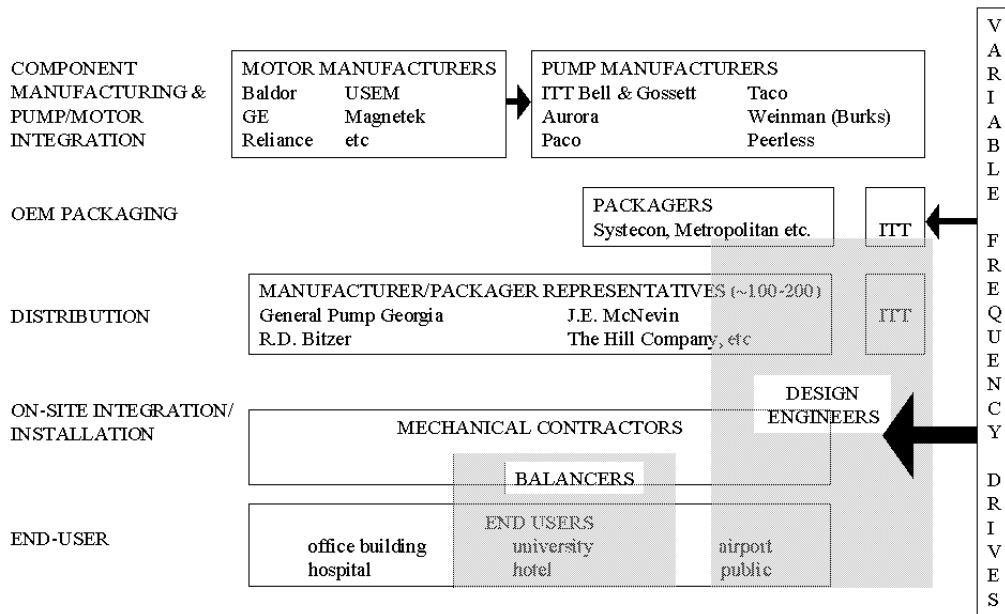 COMPONENT
MANUFACTURING &
PUMP/MOTOR
INTEGRATION
MOTOR MANUFACTURERS
Baldor USEM
GE Magnetek
Reliance etc
PUMP MANUFACTURERS
ITT Bell & Gossett Taco
Aurora Weinman (Burks)
Paco Peerless
OEM PACKAGING
PACKAGERS
Systecon, Metropolitan etc.
ITT
DISTRIBUTION
MANUFACTURER/PACKAGER REPRESENTATIVES (~100-200)
General Pump Georgia J.E. McNevin
R.D. Bitzer The Hill Company, etc
ITT
ON-SITE INTEGRATION/
INSTALLATION
MECHANICAL CONTRACTORS
DESIGN
ENGINEERS
BALANCERS
END-USER
END USERS
office building university airport
hospital hotel public
VARIABLE FREQUENCY DRIVES